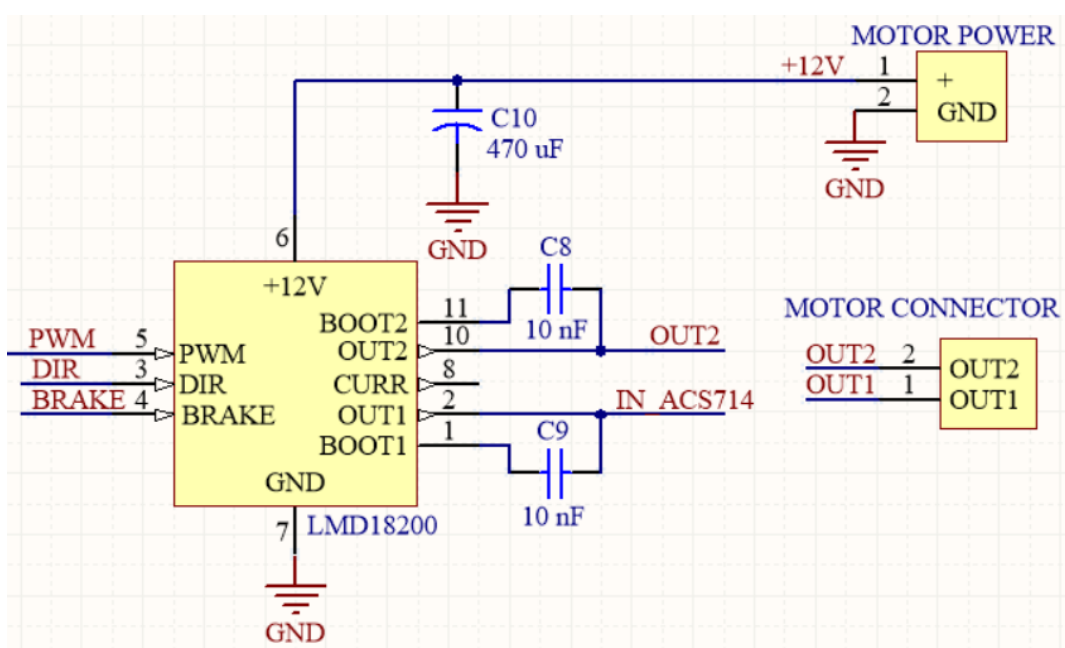 MOTOR POWER
+12V 1 +
2 GND
GND
C10
470 uF
GND
6
+12V
C8
10 nF
BOOT2 11
OUT2 10 OUT2
PWM 5 PWM
DIR 3 DIR
BRAKE 4 BRAKE
CURR 8
OUT1 2 IN_ACS714
BOOT1 1
C9
10 nF
GND
7 LMD18200
GND
MOTOR CONNECTOR
OUT2 2 OUT2
OUT1 1 OUT1